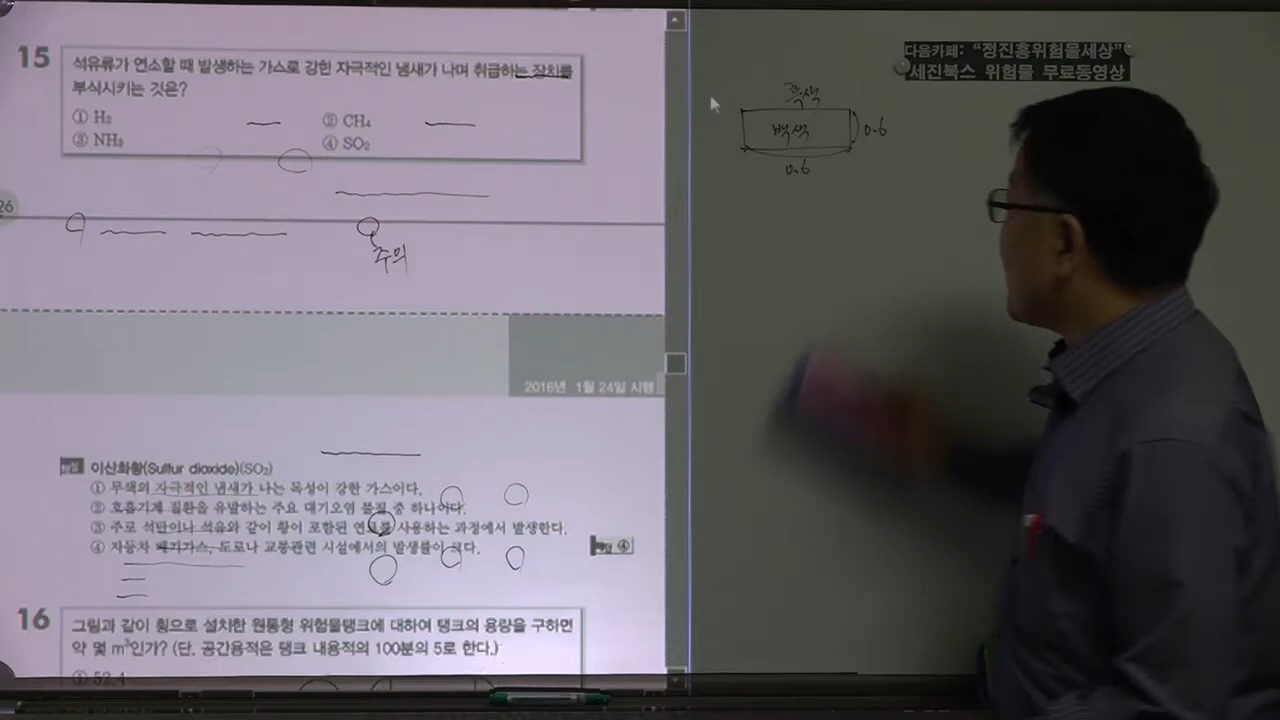 15
석유류가 연소할 때 발생하는 가스로 강한 자극적인 냄새가 나며 취급하는 장치를
부식시키는 것은?
① H₂ ② CH₄
③ NH₃ ④ SO₂
26
주의
2016년 1월 24일 시행
이산화황(Sulfur dioxide)(SO₂)
① 무색의 자극적인 냄새가 나는 독성이 강한 가스이다.
② 호흡기계 질환을 유발하는 주요 대기오염 물질 중 하나이다.
③ 주로 석탄이나 석유와 같이 황이 포함된 연료를 사용하는 과정에서 발생한다.
④ 자동차 배기가스, 도로나 교통관련 시설에서의 발생률이 크다.
④
16
그림과 같이 횡으로 설치한 원통형 위험물탱크에 대하여 탱크의 용량을 구하면
약 몇 m³인가? (단, 공간용적은 탱크 내용적의 100분의 5로 한다.)
① 52.4
다음카페: “정진홍위험물세상”
세진북스 위험물 무료동영상
흑색
백색
0.6
0.6